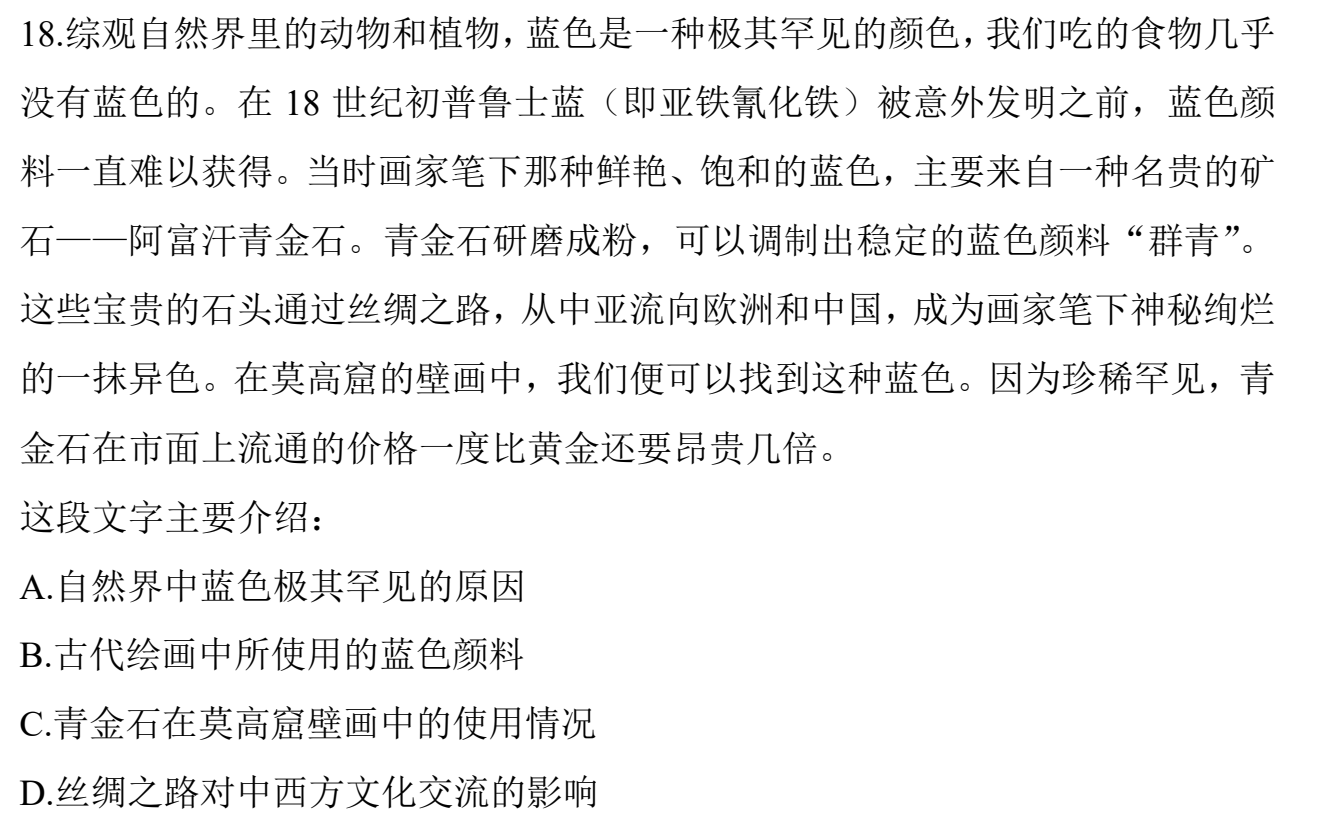 18.综观自然界里的动物和植物，蓝色是一种极其罕见的颜色，我们吃的食物几乎
没有蓝色的。在 18 世纪初普鲁士蓝（即亚铁氰化铁）被意外发明之前，蓝色颜
料一直难以获得。当时画家笔下那种鲜艳、饱和的蓝色，主要来自一种名贵的矿
石——阿富汗青金石。青金石研磨成粉，可以调制出稳定的蓝色颜料“群青”。
这些宝贵的石头通过丝绸之路，从中亚流向欧洲和中国，成为画家笔下神秘绚烂
的一抹异色。在莫高窟的壁画中，我们便可以找到这种蓝色。因为珍稀罕见，青
金石在市面上流通的价格一度比黄金还要昂贵几倍。
这段文字主要介绍：
A.自然界中蓝色极其罕见的原因
B.古代绘画中所使用的蓝色颜料
C.青金石在莫高窟壁画中的使用情况
D.丝绸之路对中西方文化交流的影响